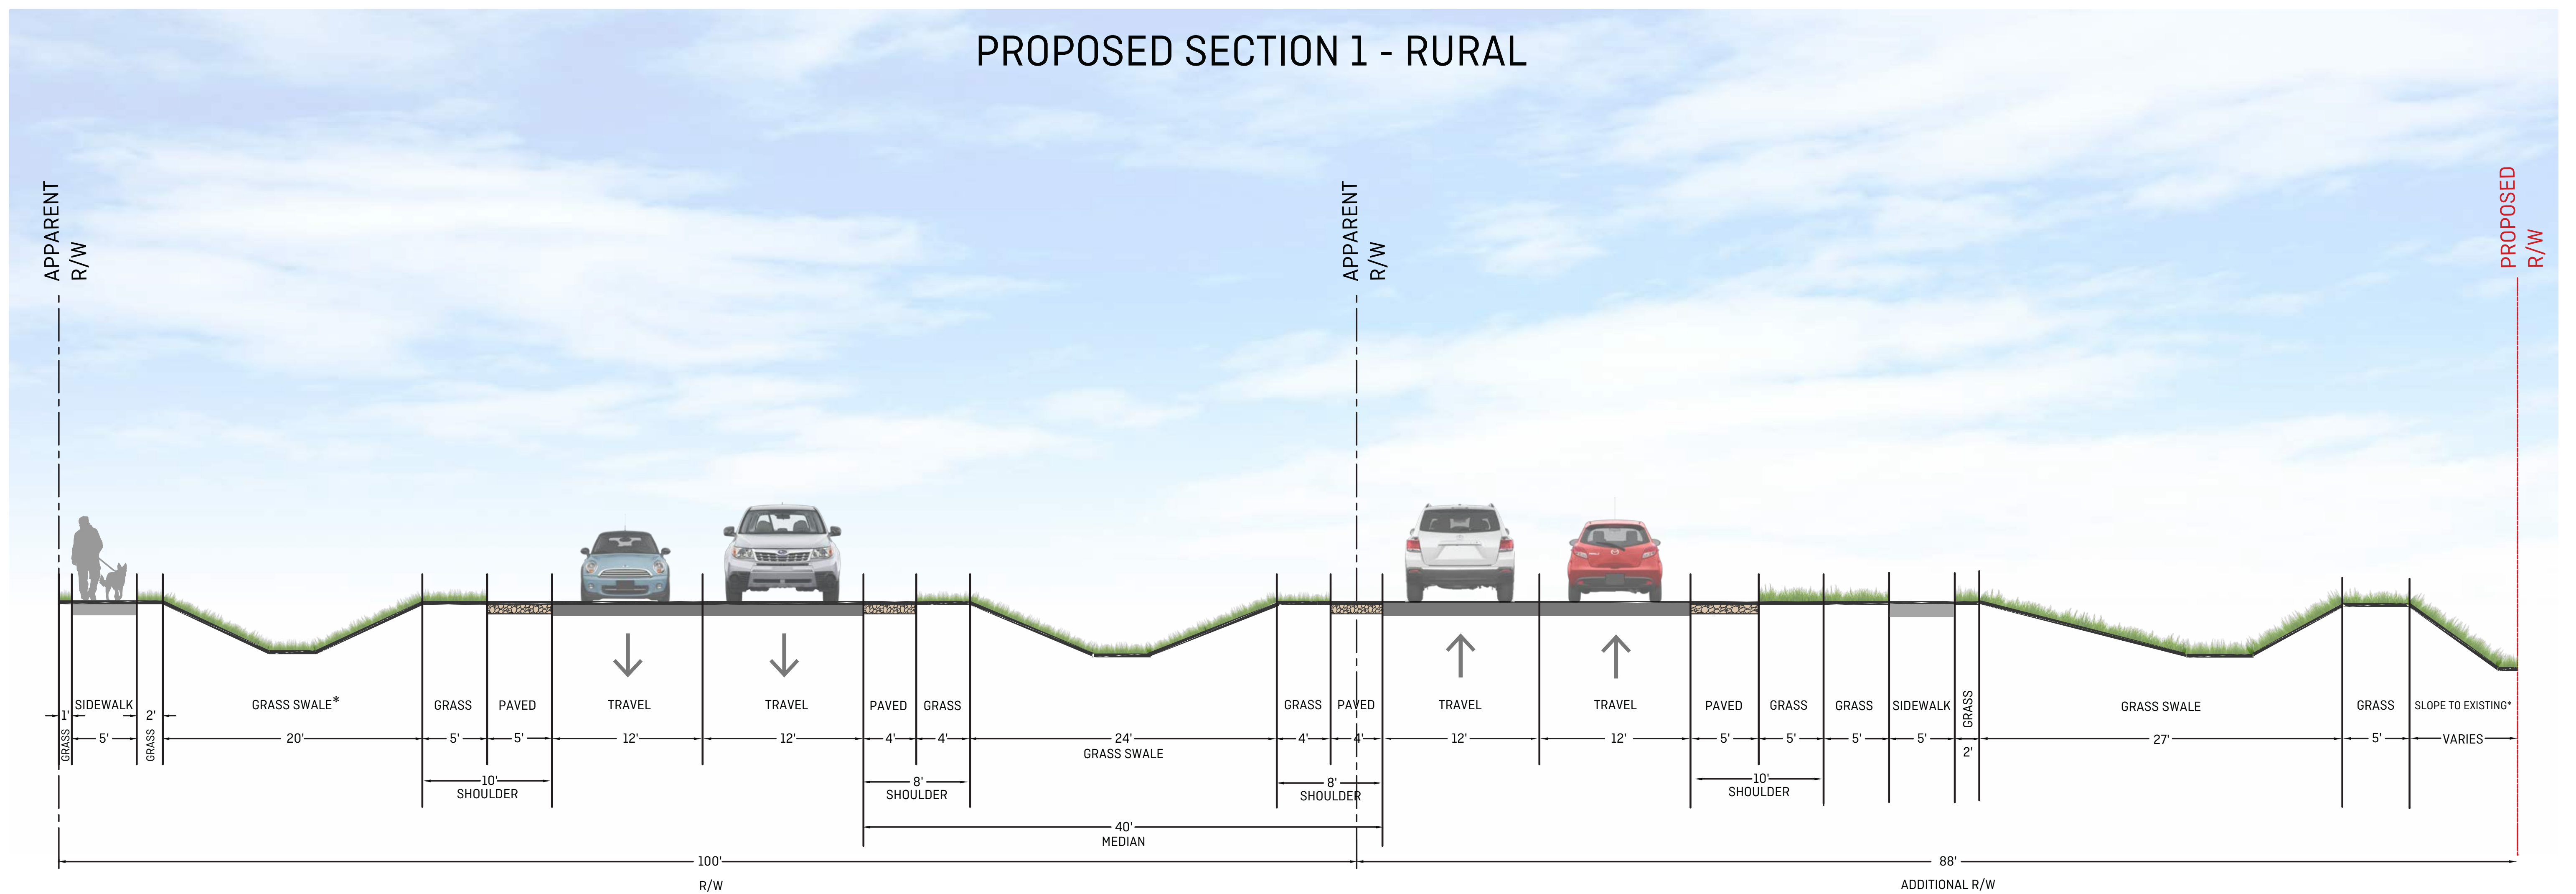 PROPOSED SECTION 1 - RURAL
APPARENT
R/W
APPARENT
R/W
PROPOSED
R/W
SIDEWALK
GRASS SWALE*
GRASS
PAVED
TRAVEL
TRAVEL
PAVED
GRASS
GRASS
PAVED
TRAVEL
TRAVEL
PAVED
GRASS
GRASS
SIDEWALK
GRASS
GRASS SWALE
GRASS
SLOPE TO EXISTING*
1'
2'
GRASS
5'
GRASS
20'
5'
5'
12'
12'
4'
4'
24'
GRASS SWALE
4'
4'
12'
12'
5'
5'
5'
5'
2'
27'
5'
VARIES
10'
SHOULDER
8'
SHOULDER
8'
SHOULDER
10'
SHOULDER
40'
MEDIAN
100'
R/W
88'
ADDITIONAL R/W